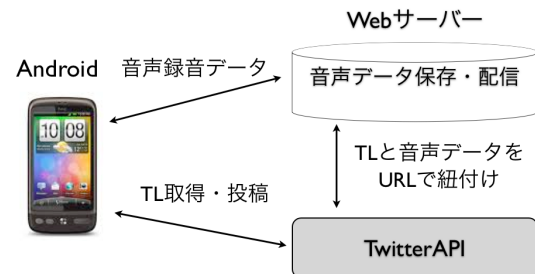 Webサーバー
Android
音声録音データ
音声データ保存・配信
10 08
TLと音声データを
URLで紐付け
TL取得・投稿
TwitterAPI